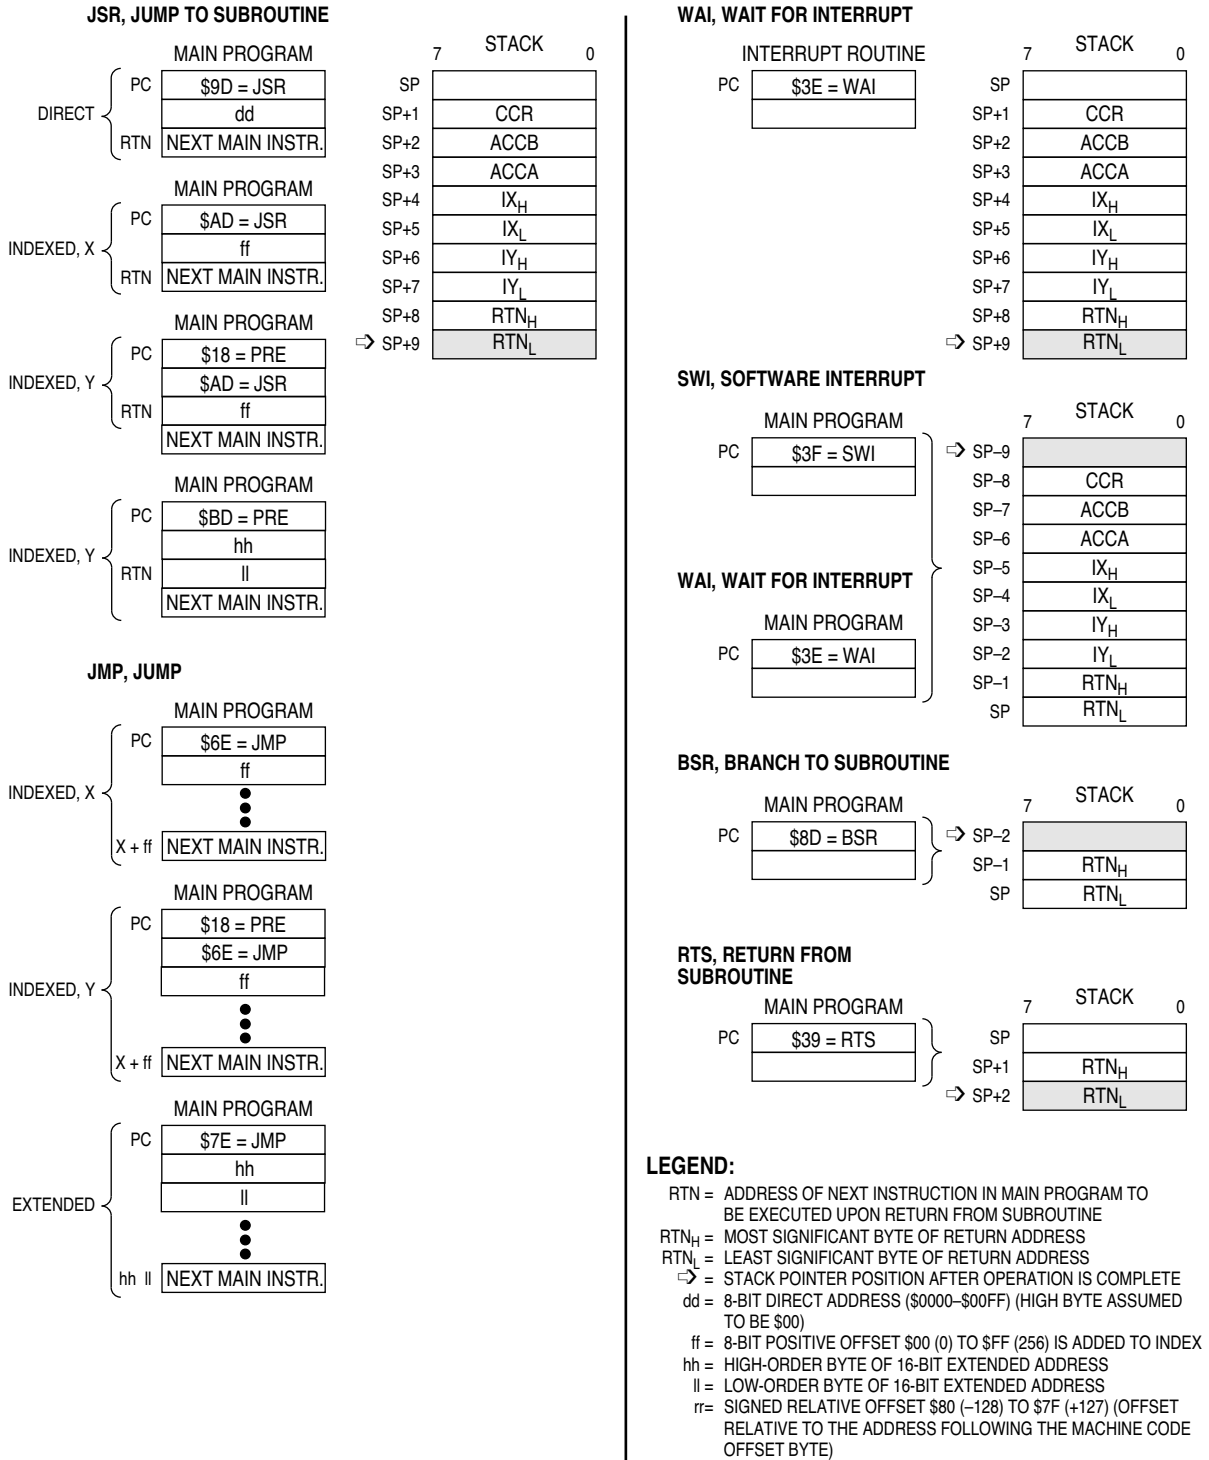 JSR, JUMP TO SUBROUTINE
MAIN PROGRAM
DIRECT
PC $9D = JSR
dd
RTN NEXT MAIN INSTR.
MAIN PROGRAM
INDEXED, X
PC $AD = JSR
ff
RTN NEXT MAIN INSTR.
MAIN PROGRAM
INDEXED, Y
PC $18 = PRE
$AD = JSR
RTN ff
NEXT MAIN INSTR.
MAIN PROGRAM
INDEXED, Y
PC $BD = PRE
hh
RTN ll
NEXT MAIN INSTR.
7 STACK 0
SP
SP+1 CCR
SP+2 ACCB
SP+3 ACCA
SP+4 IXH
SP+5 IXL
SP+6 IYH
SP+7 IYL
SP+8 RTNH
➩ SP+9 RTNL
JMP, JUMP
MAIN PROGRAM
INDEXED, X
PC $6E = JMP
ff
X + ff NEXT MAIN INSTR.
MAIN PROGRAM
INDEXED, Y
PC $18 = PRE
$6E = JMP
ff
X + ff NEXT MAIN INSTR.
MAIN PROGRAM
EXTENDED
PC $7E = JMP
hh
ll
hh ll NEXT MAIN INSTR.
WAI, WAIT FOR INTERRUPT
INTERRUPT ROUTINE
PC $3E = WAI
7 STACK 0
SP
SP+1 CCR
SP+2 ACCB
SP+3 ACCA
SP+4 IXH
SP+5 IXL
SP+6 IYH
SP+7 IYL
SP+8 RTNH
➩ SP+9 RTNL
SWI, SOFTWARE INTERRUPT
MAIN PROGRAM
PC $3F = SWI
WAI, WAIT FOR INTERRUPT
MAIN PROGRAM
PC $3E = WAI
7 STACK 0
➩ SP–9
SP–8 CCR
SP–7 ACCB
SP–6 ACCA
SP–5 IXH
SP–4 IXL
SP–3 IYH
SP–2 IYL
SP–1 RTNH
SP RTNL
BSR, BRANCH TO SUBROUTINE
MAIN PROGRAM
PC $8D = BSR
7 STACK 0
➩ SP–2
SP–1 RTNH
SP RTNL
RTS, RETURN FROM
SUBROUTINE
MAIN PROGRAM
PC $39 = RTS
7 STACK 0
SP
SP+1 RTNH
➩ SP+2 RTNL
LEGEND:
RTN = ADDRESS OF NEXT INSTRUCTION IN MAIN PROGRAM TO
BE EXECUTED UPON RETURN FROM SUBROUTINE
RTNH = MOST SIGNIFICANT BYTE OF RETURN ADDRESS
RTNL = LEAST SIGNIFICANT BYTE OF RETURN ADDRESS
➩ = STACK POINTER POSITION AFTER OPERATION IS COMPLETE
dd = 8-BIT DIRECT ADDRESS ($0000–$00FF) (HIGH BYTE ASSUMED
TO BE $00)
ff = 8-BIT POSITIVE OFFSET $00 (0) TO $FF (256) IS ADDED TO INDEX
hh = HIGH-ORDER BYTE OF 16-BIT EXTENDED ADDRESS
ll = LOW-ORDER BYTE OF 16-BIT EXTENDED ADDRESS
rr= SIGNED RELATIVE OFFSET $80 (–128) TO $7F (+127) (OFFSET
RELATIVE TO THE ADDRESS FOLLOWING THE MACHINE CODE
OFFSET BYTE)